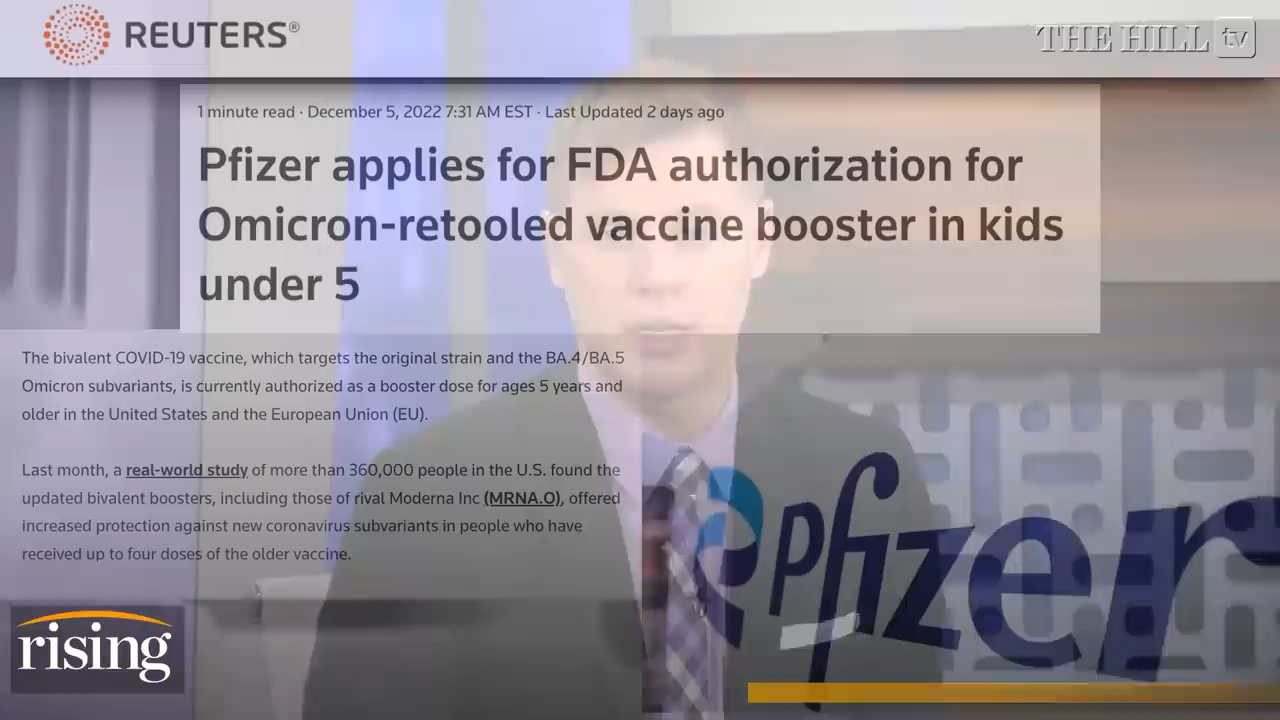 REUTERS®
THE HILL tv
1 minute read · December 5, 2022 7:31 AM EST · Last Updated 2 days ago
Pfizer applies for FDA authorization for
Omicron-retooled vaccine booster in kids
under 5
The bivalent COVID-19 vaccine, which targets the original strain and the BA.4/BA.5
Omicron subvariants, is currently authorized as a booster dose for ages 5 years and
older in the United States and the European Union (EU).
Last month, a real-world study of more than 360,000 people in the U.S. found the
updated bivalent boosters, including those of rival Moderna Inc (MRNA.O), offered
increased protection against new coronavirus subvariants in people who have
received up to four doses of the older vaccine.
Pfizer
rising